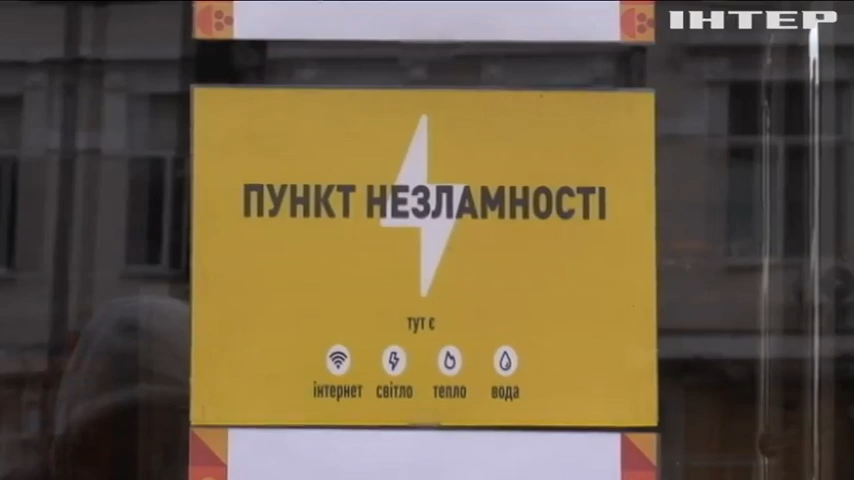 ІНТЕР
ПУНКТ НЕЗЛАМНОСТІ
тут є
інтернет світло тепло вода